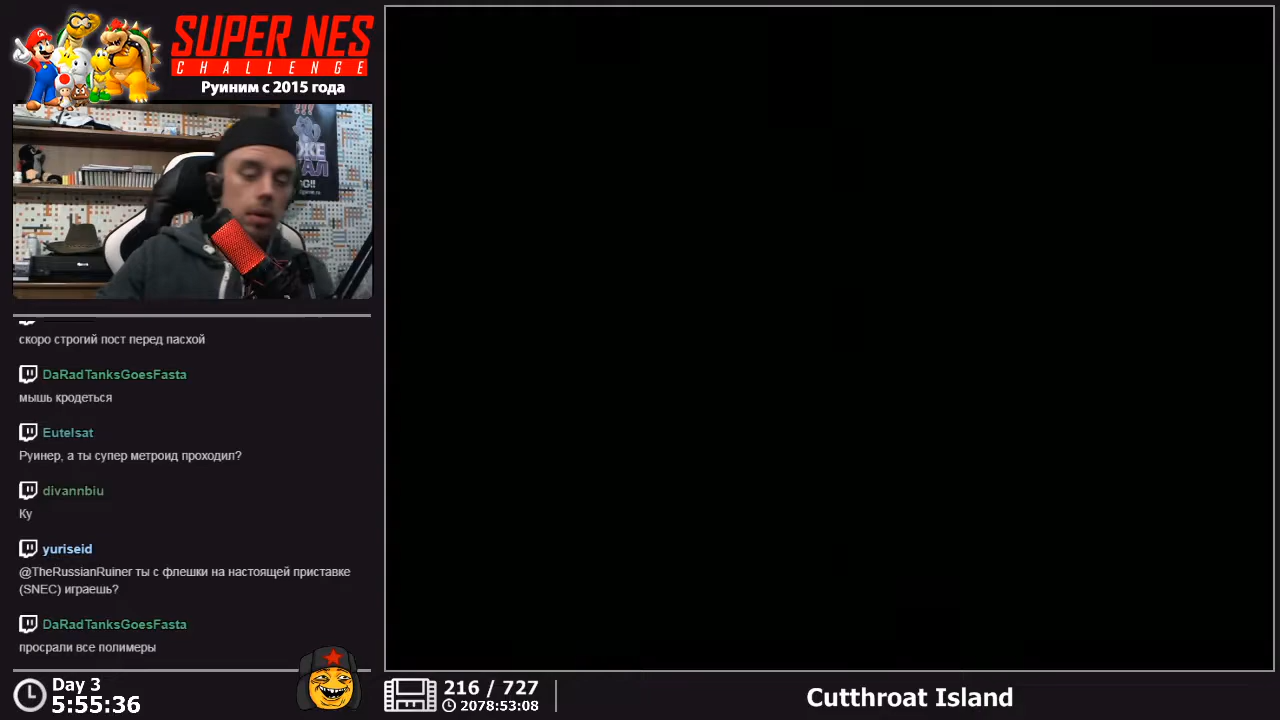 SUPER NES
CHALLENGE
Руиним с 2015 года
скоро строгий пост перед пасхой
DaRadTanksGoesFasta
мышь кродеться
Eutelsat
Руинер, а ты супер метроид проходил?
divannbiu
Ку
yuriseid
@TheRussianRuiner ты с флешки на настоящей приставке
(SNEC) играешь?
DaRadTanksGoesFasta
просрали все полимеры
Day 3
5:55:36
216 / 727
2078:53:08
Cutthroat Island